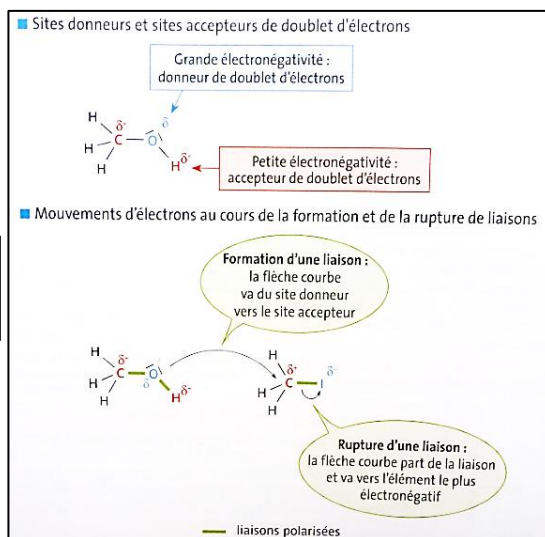 Sites donneurs et sites accepteurs de doublet d'électrons
Grande électronégativité :
donneur de doublet d'électrons
H
H
H
C
δ+
O
δ-
H
δ+
Petite électronégativité :
accepteur de doublet d'électrons
Mouvements d'électrons au cours de la formation et de la rupture de liaisons
Formation d'une liaison :
la flèche courbe
va du site donneur
vers le site accepteur
H
H
H
C
O
δ
H
H
H
H
C
I
Rupture d'une liaison :
la flèche courbe part de la liaison
et va vers l'élément le plus
électronégatif
liaisons polarisées